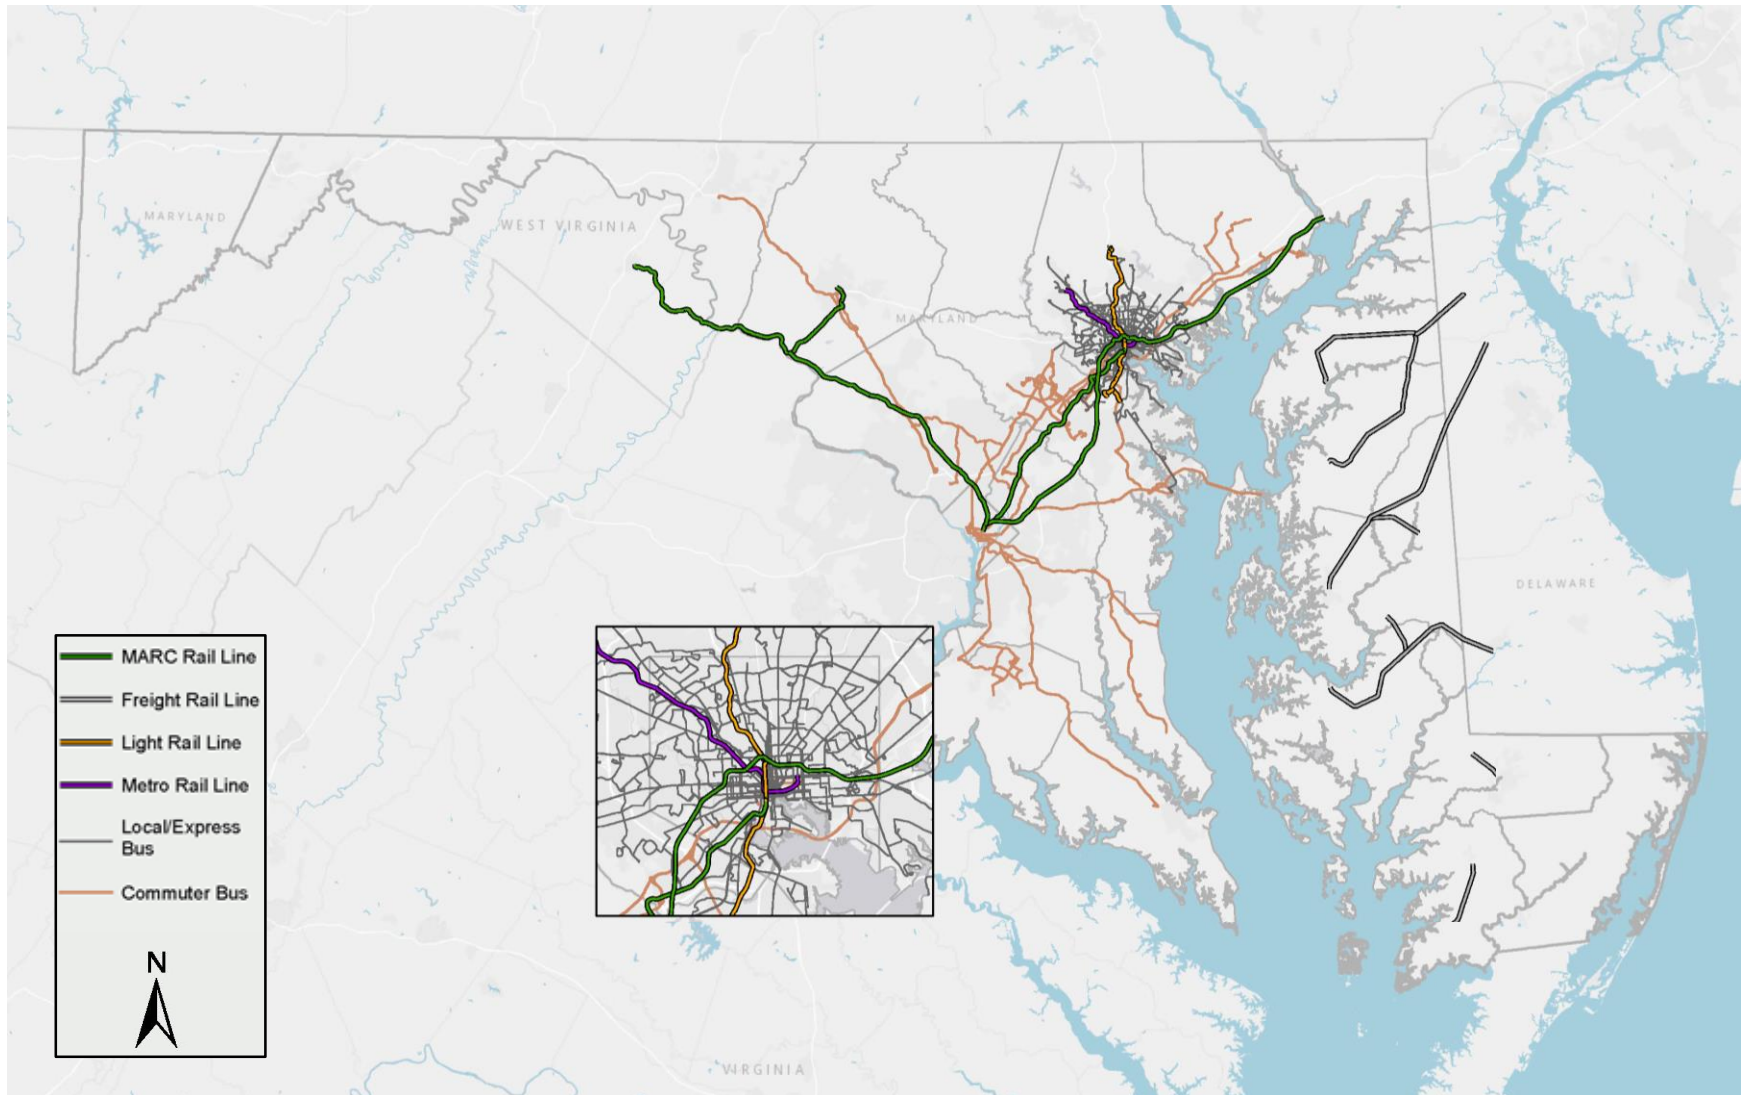 MARYLAND
WEST VIRGINIA
MARYLAND
DELAWARE
MARC Rail Line
Freight Rail Line
Light Rail Line
Metro Rail Line
Local/Express
Bus
Commuter Bus
N
VIRGINIA